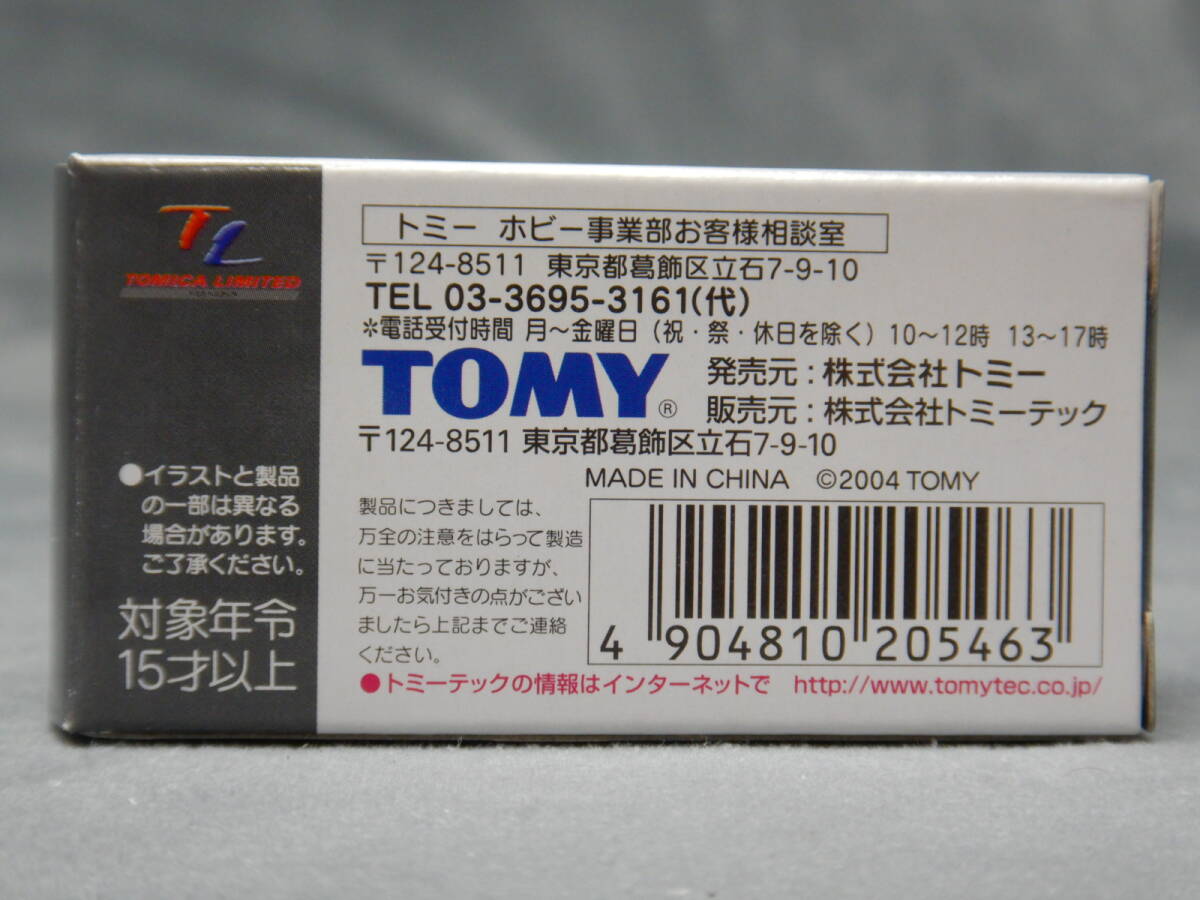 TL
TOMICA LIMITED
●イラストと製品
の一部は異なる
場合があります。
ご了承ください。
対象年令
15才以上
トミー ホビー事業部お客様相談室
〒124-8511 東京都葛飾区立石7-9-10
TEL 03-3695-3161(代)
*電話受付時間 月〜金曜日(祝・祭・休日を除く)10〜12時 13〜17時
TOMY® 発売元:株式会社トミー
販売元:株式会社トミーテック
〒124-8511 東京都葛飾区立石7-9-10
MADE IN CHINA ©2004 TOMY
製品につきましては、
万全の注意をはらって製造
に当たっておりますが、
万一お気付きの点がござい
ましたら上記までご連絡
ください。
4 904810 205463
●トミーテックの情報はインターネットで http://www.tomytec.co.jp/